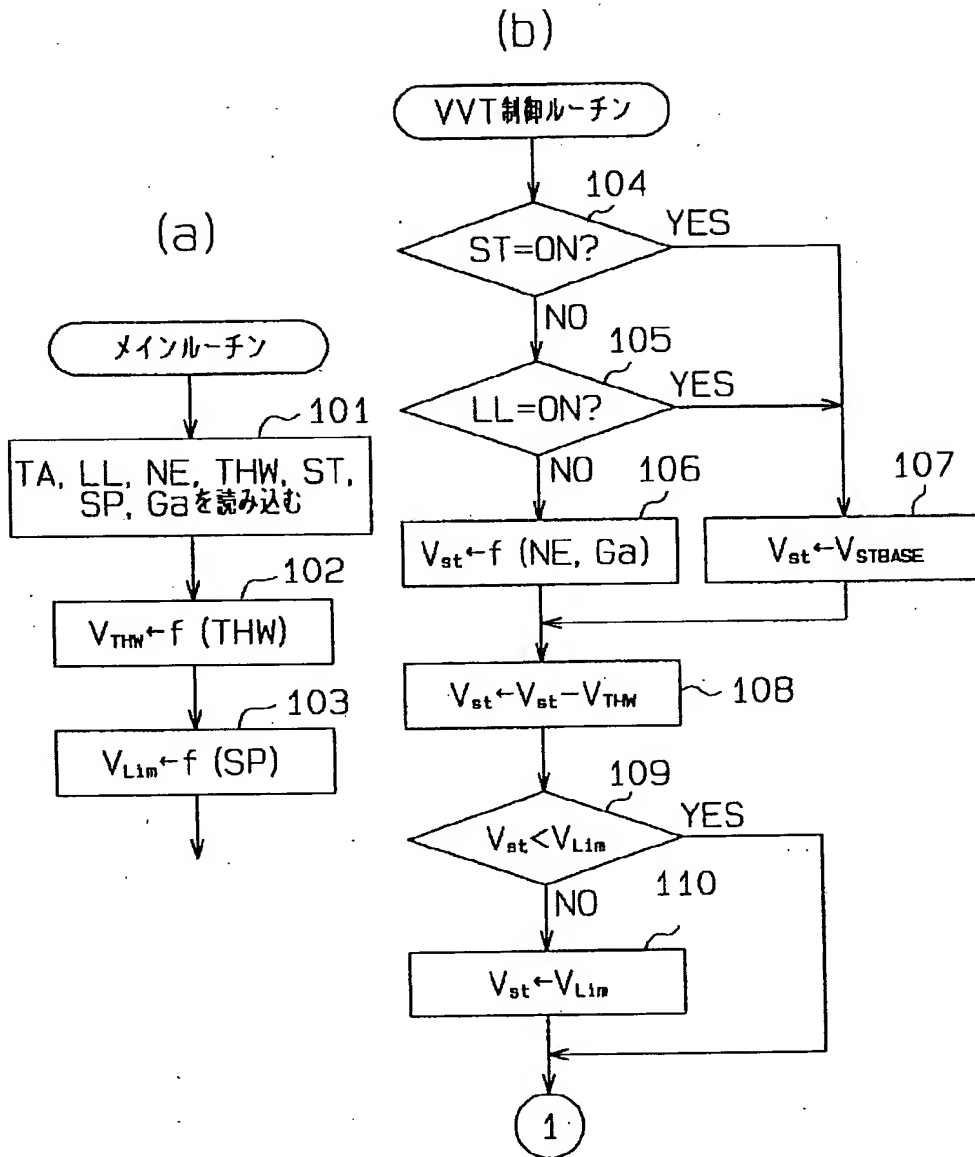 (a)
メインルーチン
101
TA, LL, NE, THW, ST,
SP, Gaを読み込む
102
VTHW←f (THW)
103
VLim←f (SP)
(b)
VVT制御ルーチン
104
ST=ON?
YES
NO
105
LL=ON?
YES
NO
106
Vst←f (NE, Ga)
107
Vst←VSTBASE
108
Vst←Vst−VTHW
109
Vst<VLim
YES
NO
110
Vst←VLim
1